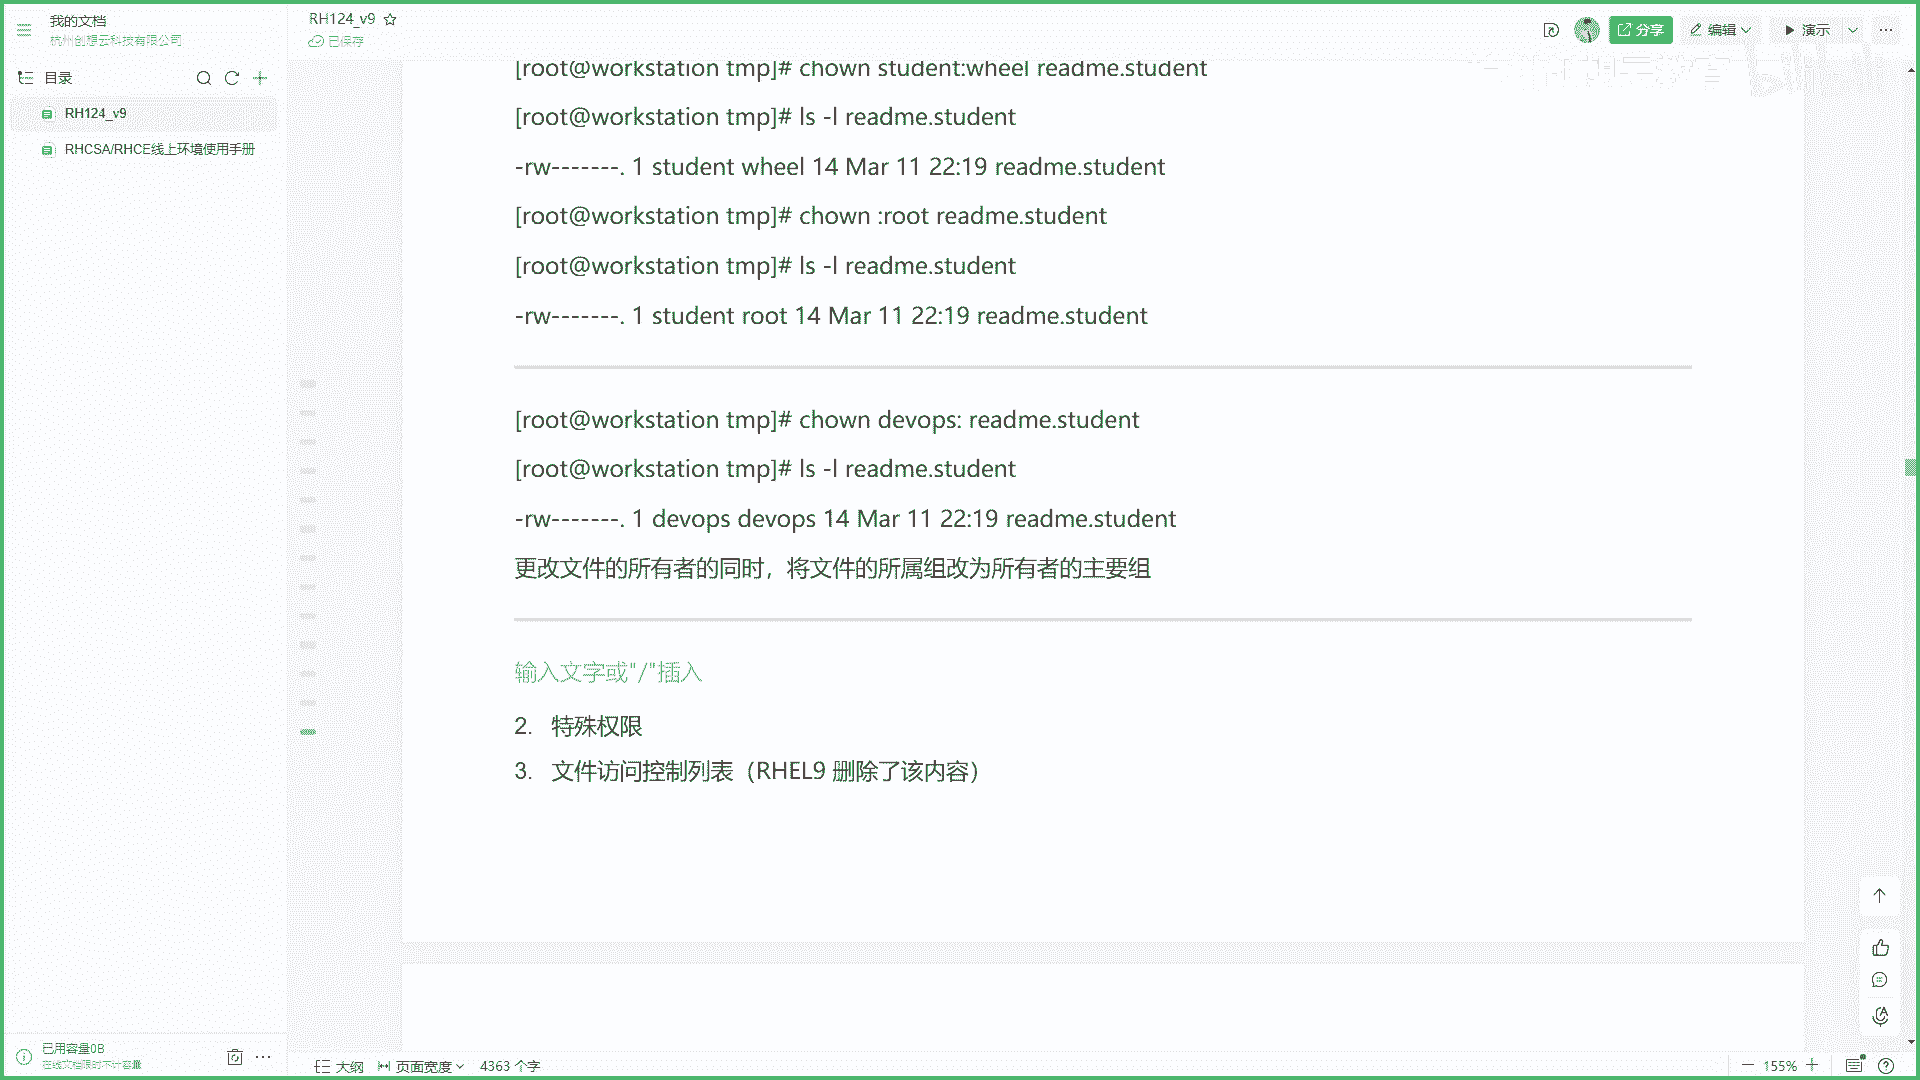 我的文档
杭州创想云科技有限公司
目录
RH124_v9
RHCSA/RHCE线上环境使用手册
已用容量0B
在线文档限时不计容量
RH124_v9
已保存
分享
编辑
演示
[root@workstation tmp]# chown student:wheel readme.student
[root@workstation tmp]# ls -l readme.student
-rw-------. 1 student wheel 14 Mar 11 22:19 readme.student
[root@workstation tmp]# chown :root readme.student
[root@workstation tmp]# ls -l readme.student
-rw-------. 1 student root 14 Mar 11 22:19 readme.student
[root@workstation tmp]# chown devops: readme.student
[root@workstation tmp]# ls -l readme.student
-rw-------. 1 devops devops 14 Mar 11 22:19 readme.student
更改文件的所有者的同时，将文件的所属组改为所有者的主要组
输入文字或"/"插入
2. 特殊权限
3. 文件访问控制列表（RHEL9 删除了该内容）
大纲
页面宽度
4363 个字
155%